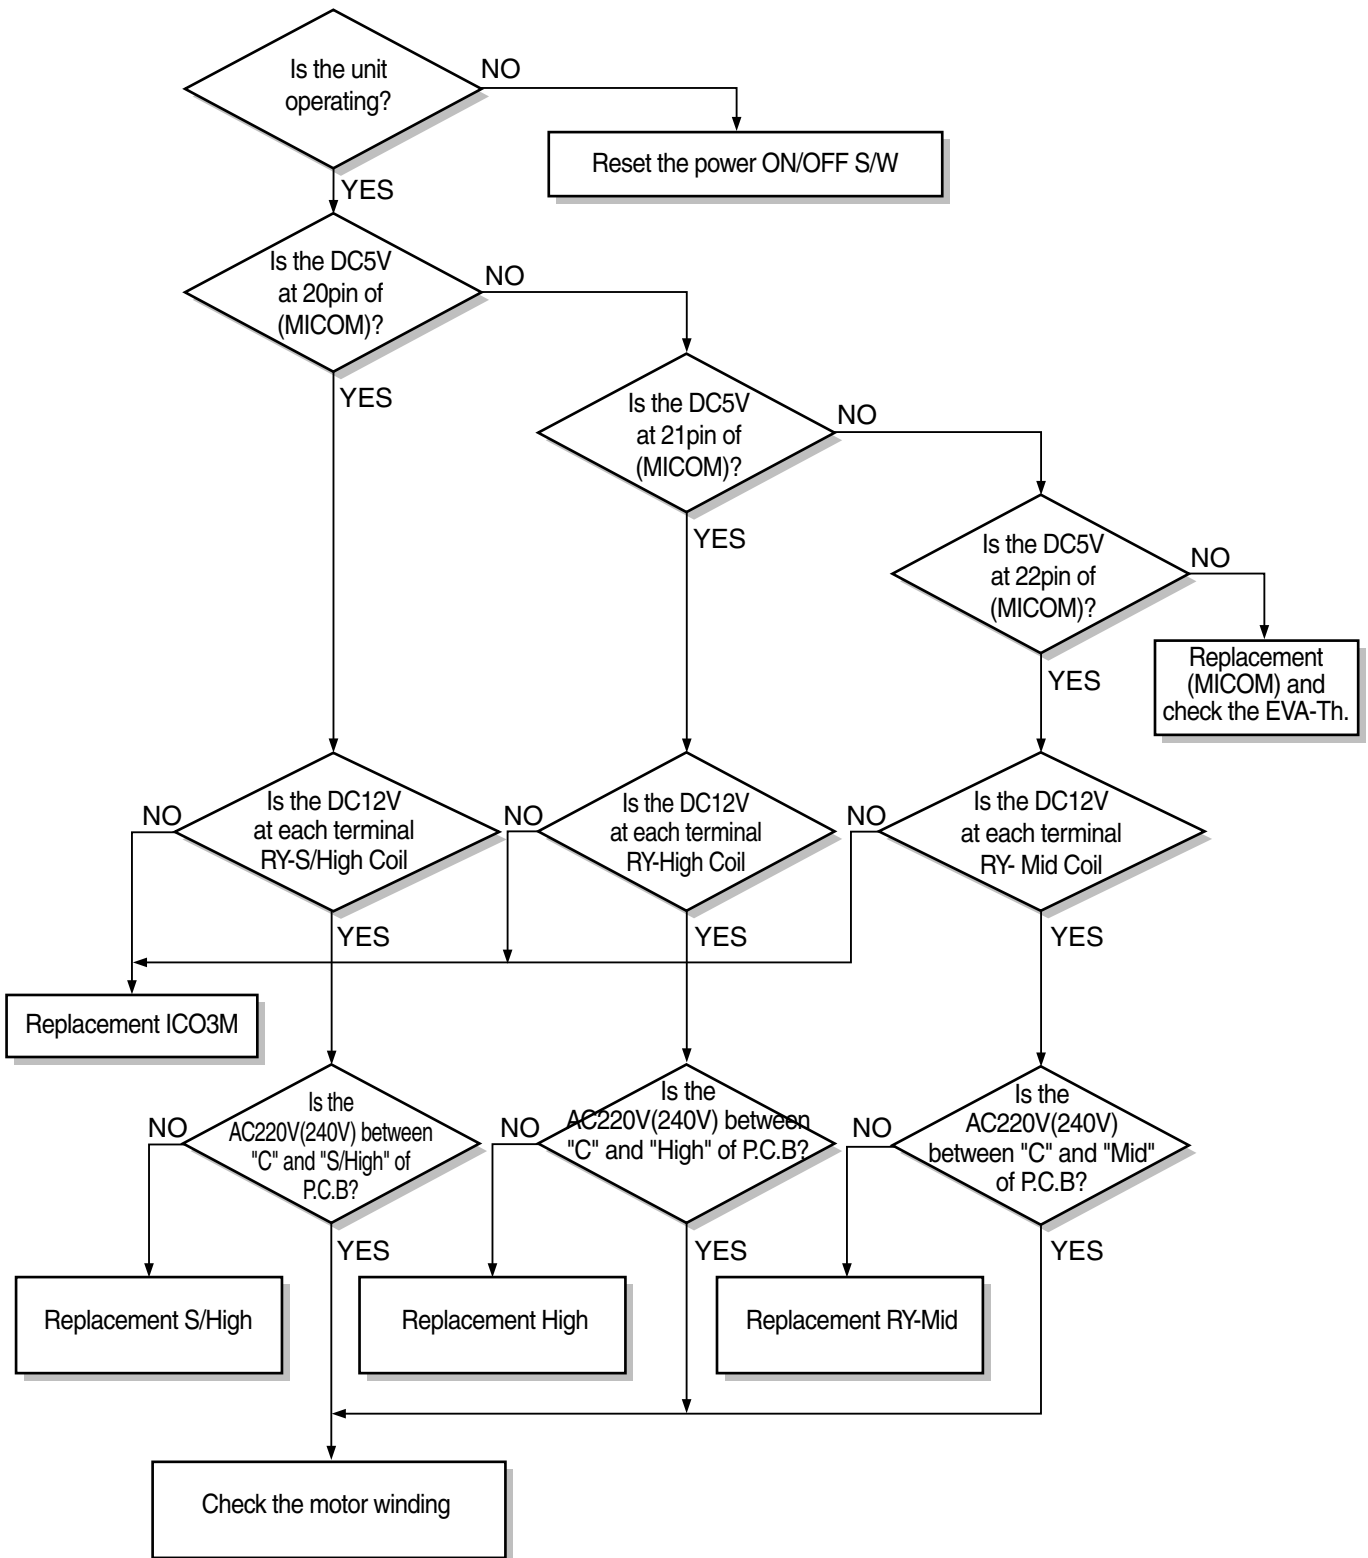 Is the unit
operating?
NO
Reset the power ON/OFF S/W
YES
Is the DC5V
at 20pin of
(MICOM)?
NO
YES
Is the DC5V
at 21pin of
(MICOM)?
NO
YES
Is the DC5V
at 22pin of
(MICOM)?
NO
Replacement
(MICOM) and
check the EVA-Th.
YES
NO
Is the DC12V
at each terminal
RY-S/High Coil
YES
NO
Is the DC12V
at each terminal
RY-High Coil
YES
NO
Is the DC12V
at each terminal
RY- Mid Coil
YES
Replacement ICO3M
NO
Is the
AC220V(240V) between
"C" and "S/High" of
P.C.B?
YES
NO
Is the
AC220V(240V) between
"C" and "High" of P.C.B?
YES
NO
Is the
AC220V(240V)
between "C" and "Mid"
of P.C.B?
YES
Replacement S/High
Replacement High
Replacement RY-Mid
Check the motor winding